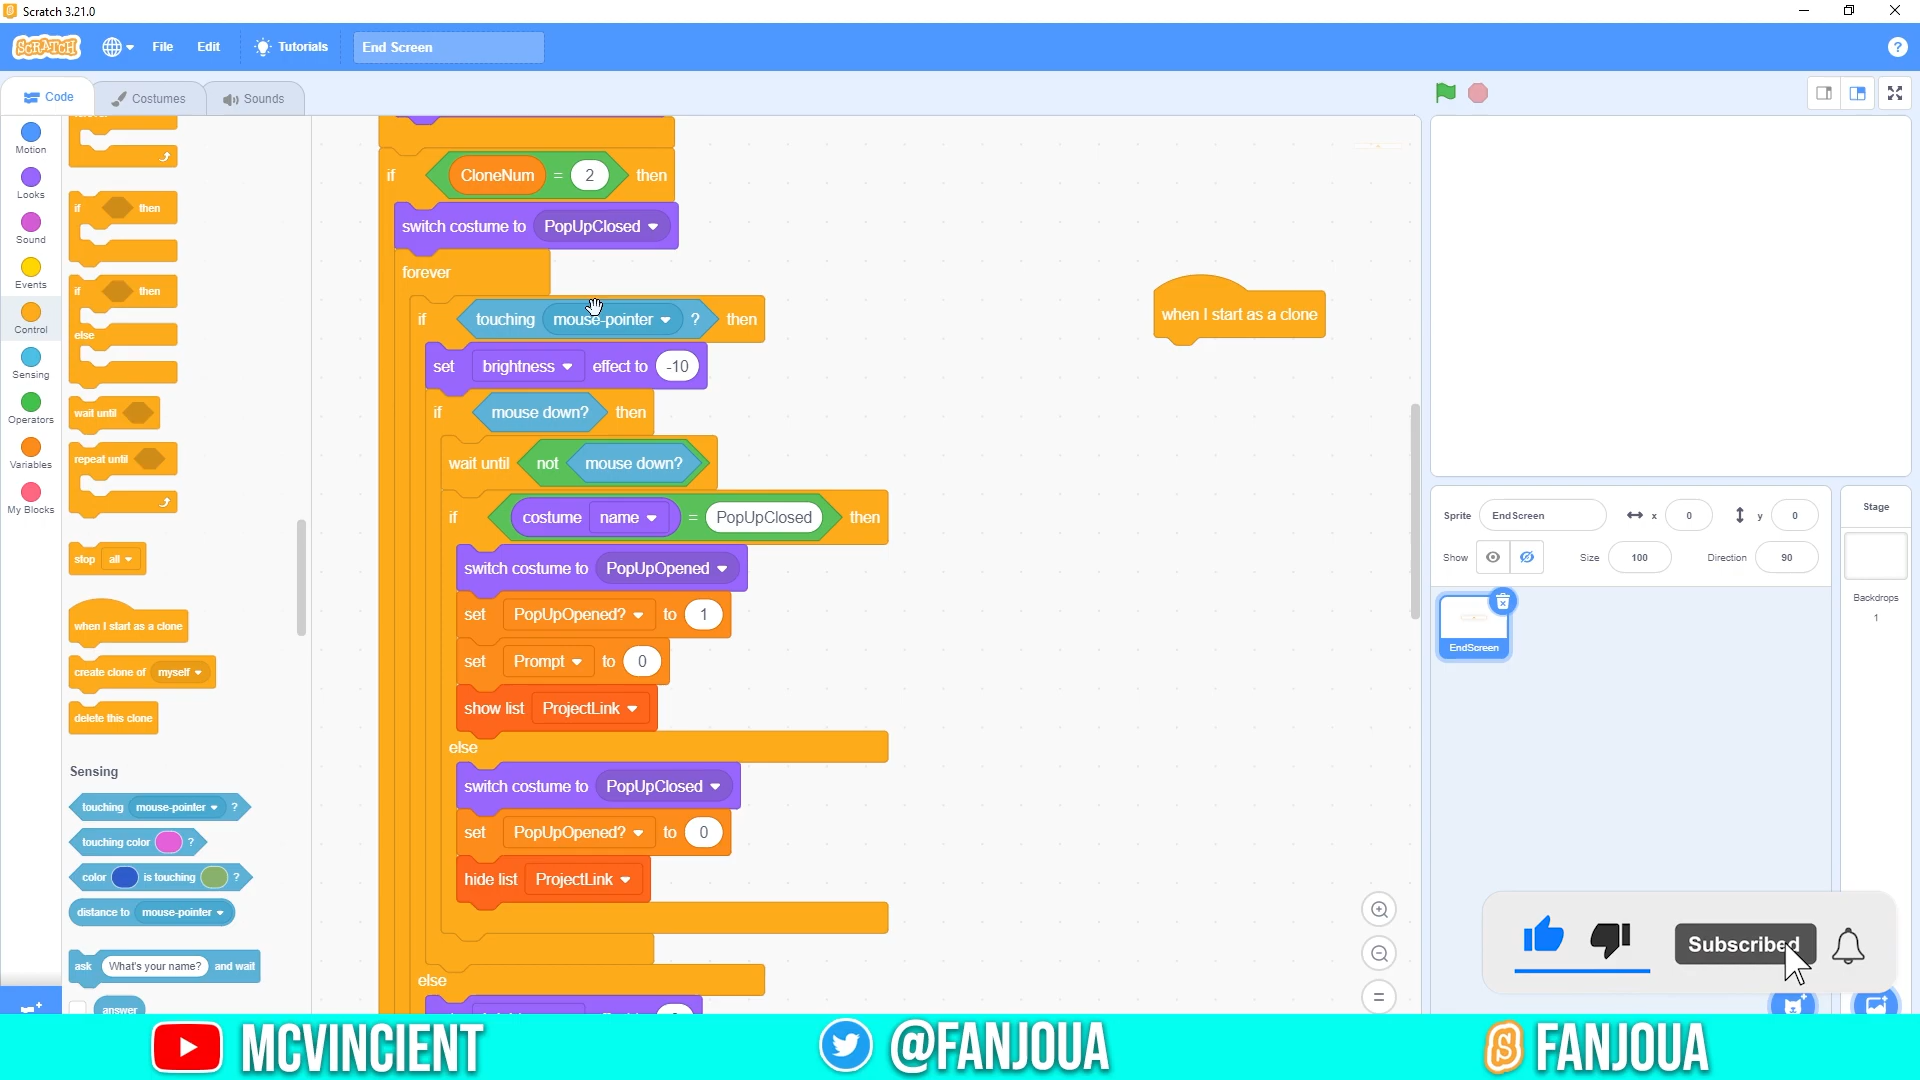 Scratch 3.21.0
SCRATCH File Edit Tutorials End Screen ?
Code Costumes Sounds
Motion
Looks
Sound
Events
Control
Sensing
Operators
Variables
My Blocks
if then
if then
else
wait until
repeat until
stop all
when I start as a clone
create clone of myself
delete this clone
Sensing
touching mouse-pointer ?
touching color ?
color is touching ?
distance to mouse-pointer
ask What's your name? and wait
answer
if CloneNum = 2 then
switch costume to PopUpClosed
forever
if touching mouse-pointer ? then
set brightness effect to -10
if mouse down? then
wait until not mouse down?
if costume name = PopUpClosed then
switch costume to PopUpOpened
set PopUpOpened? to 1
set Prompt to 0
show list ProjectLink
else
switch costume to PopUpClosed
set PopUpOpened? to 0
hide list ProjectLink
else
when I start as a clone
Sprite EndScreen x 0 y 0
Show Size 100 Direction 90
EndScreen
Stage
Backdrops
1
Subscribed
MCVINCIENT @FANJOUA FANJOUA